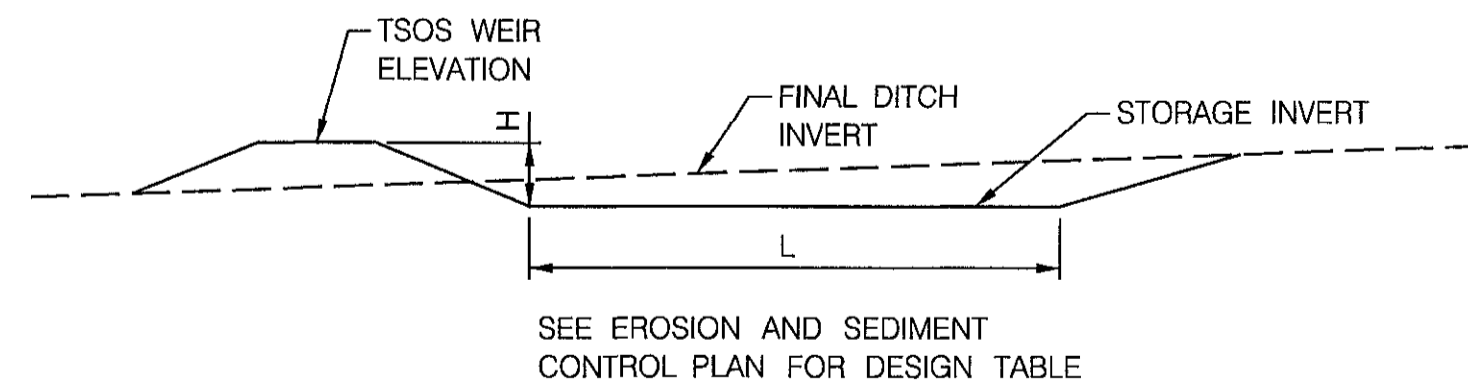 TSOS WEIR
ELEVATION
H
FINAL DITCH
INVERT
STORAGE INVERT
L
SEE EROSION AND SEDIMENT
CONTROL PLAN FOR DESIGN TABLE